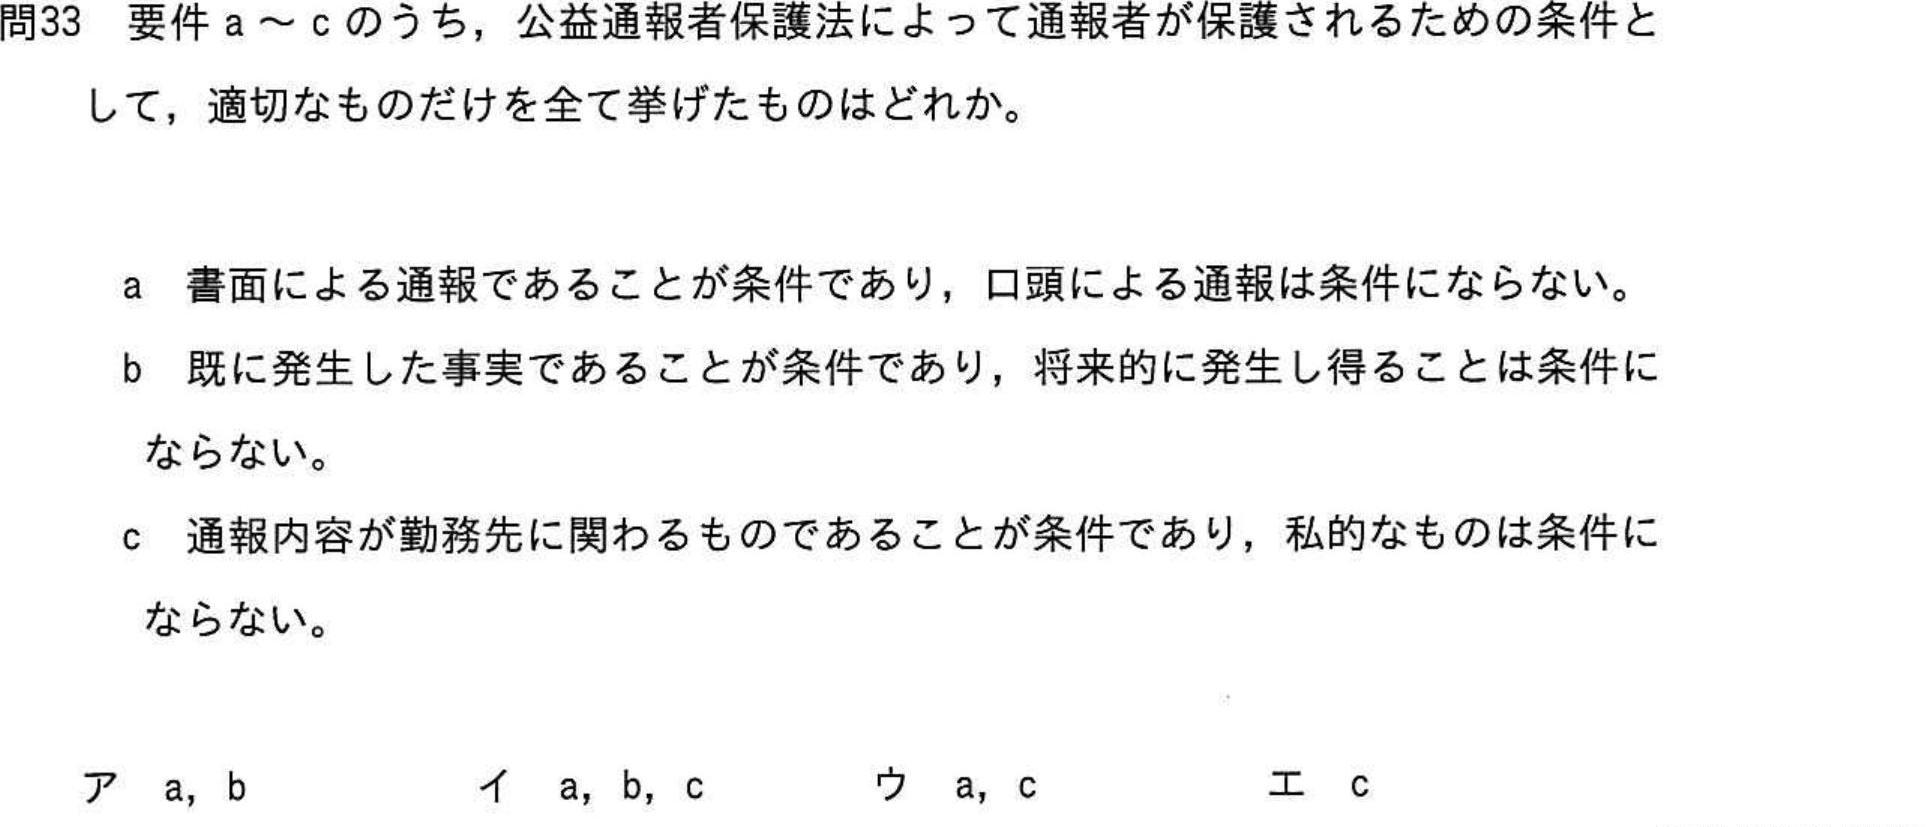 問33　要件 a ～ c のうち，公益通報者保護法によって通報者が保護されるための条件と
して，適切なものだけを全て挙げたものはどれか。
a　書面による通報であることが条件であり，口頭による通報は条件にならない。
b　既に発生した事実であることが条件であり，将来的に発生し得ることは条件に
ならない。
c　通報内容が勤務先に関わるものであることが条件であり，私的なものは条件に
ならない。
ア　a，b　イ　a，b，c　ウ　a，c　エ　c